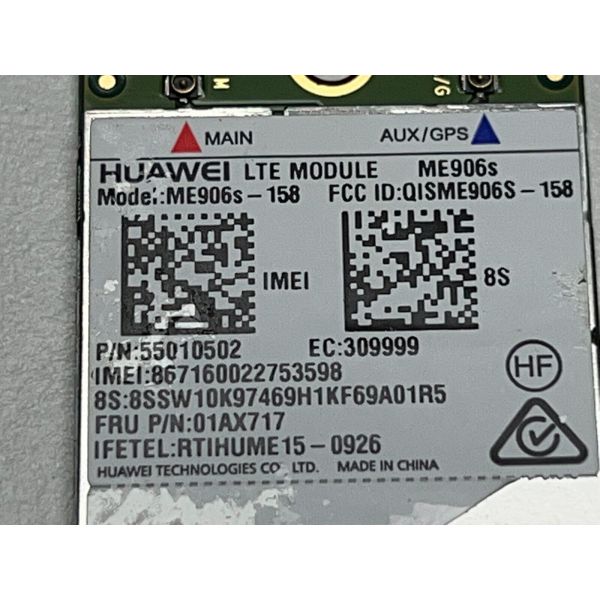 M /G
MAIN AUX/GPS
HUAWEI LTE MODULE ME906s
Model:ME906s-158 FCC ID:QISME906S-158
IMEI 8S
P/N:55010502 EC:309999
IMEI:867160022753598
8S:8SSW10K97469H1KF69A01R5
HF
FRU P/N:01AX717
IFETEL:RTIHUME15-0926
HUAWEI TECHNOLOGIES CO., LTD. MADE IN CHINA